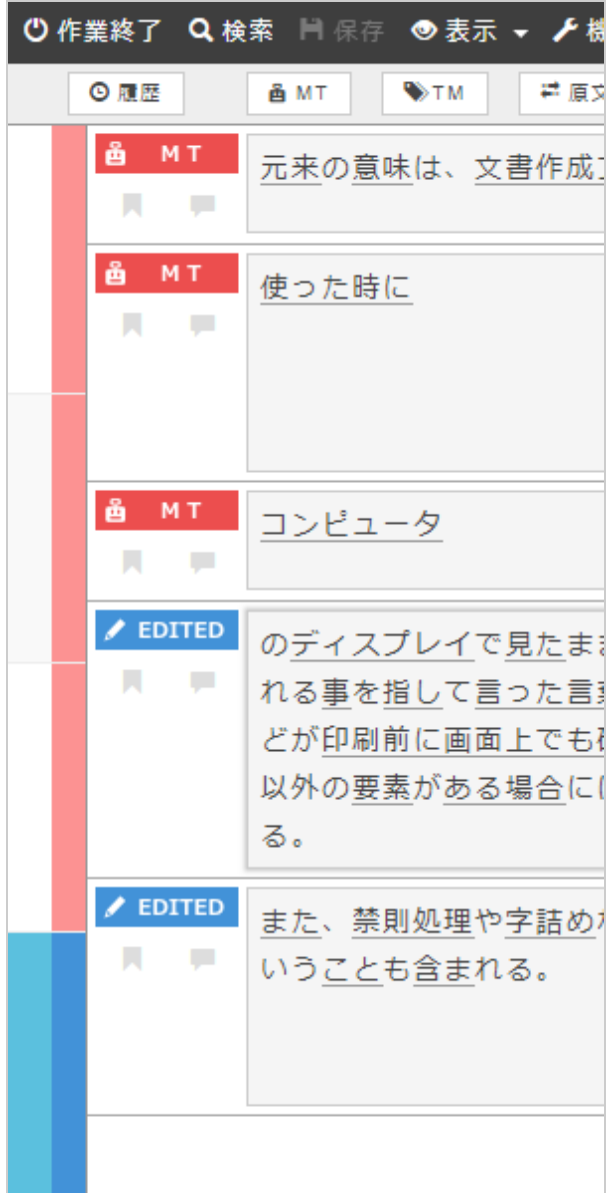 作業終了 検索 保存 表示
履歴 MT TM 原文
MT
元来の意味は、文書作成
MT
使った時に
MT
コンピュータ
EDITED
のディスプレイで見たまま
れる事を指して言った言葉
どが印刷前に画面上でも
以外の要素がある場合に
る。
EDITED
また、禁則処理や字詰め
いうことも含まれる。